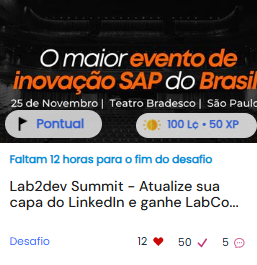 O maior evento de
inovação SAP do Brasil
25 de Novembro | Teatro Bradesco | São Paulo
Pontual
100 L¢ • 50 XP
Faltam 12 horas para o fim do desafio
Lab2dev Summit - Atualize sua
capa do LinkedIn e ganhe LabCo...
Desafio
12
50
5